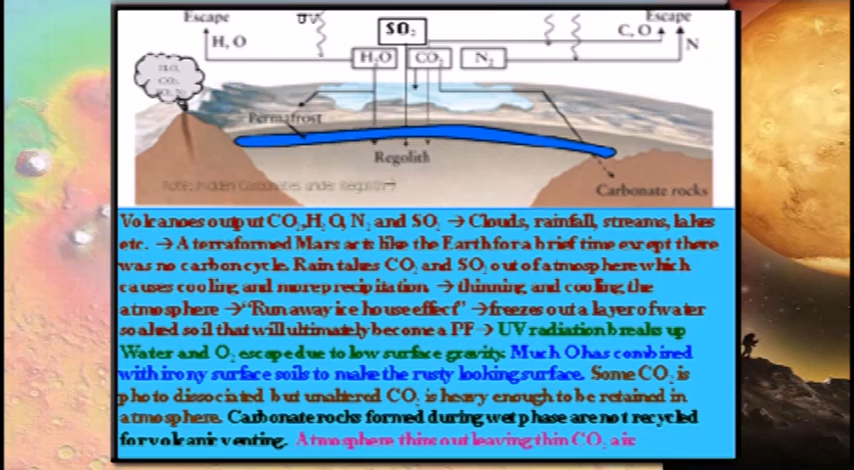 Escape
UV
SO2
Escape
H, O
C, O
N
H2O
CO2
N2
H2O,
CO2,
SO2, N2
Permafrost
Regolith
Note: Hidden Carbonates under Regolith→
Carbonate rocks
Volcanoes output CO2, H2O, N2 and SO2 → Clouds, rainfall, streams, lakes
etc. → A terraformed Mars acts like the Earth for a brief time except there
was no carbon cycle. Rain takes CO2 and SO2 out of atmosphere which
causes cooling and more precipitation → thinning and cooling the
atmosphere → "Run away ice house effect" → freezes out a layer of water
soaked soil that will ultimately become a PF → UV radiation breaks up
Water and O2 escape due to low surface gravity. Much O has combined
with irony surface soils to make the rusty looking surface. Some CO2 is
photo dissociated but unaltered CO2 is heavy enough to be retained in
atmosphere. Carbonate rocks formed during wet phase are not recycled
for volcanic venting. Atmosphere thins out leaving thin CO2 air.